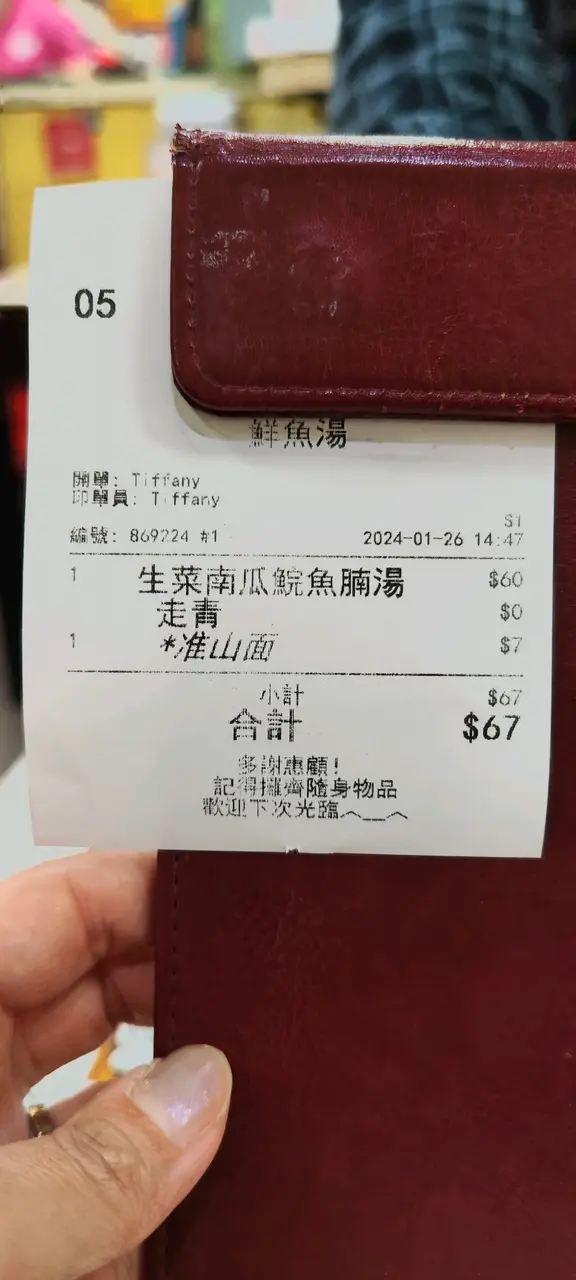 05
鮮魚湯
開單: Tiffany
印單員: Tiffany
S1
編號: 869224 #1 2024-01-26 14:47
1 生菜南瓜鯇魚腩湯 $60
走青 $0
1 *准山面 $7
小計 $67
合計 $67
多謝惠顧!
記得攞齊隨身物品
歡迎下次光臨︿__︿